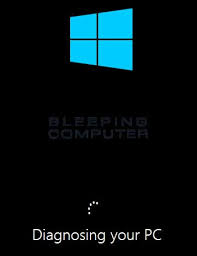 BLEEPING
COMPUTER
Diagnosing your PC